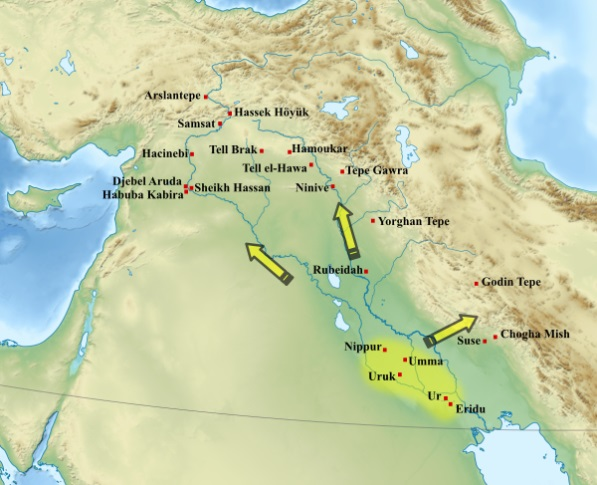 Arslantepe
Hassek Höyük
Samsat
Hacinebi
Tell Brak
Hamoukar
Tell el-Hawa
Tepe Gawra
Djebel Aruda
Sheikh Hassan
Habuba Kabira
Ninive
Yorghan Tepe
Rubeidah
Godin Tepe
Chogha Mish
Suse
Nippur
Umma
Uruk
Ur
Eridu